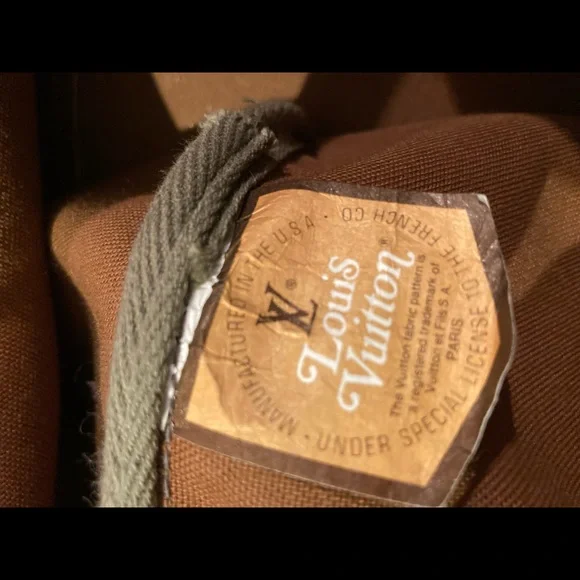 MANUFACTURED IN THE U.S.A · THE FRENCH CO.
UNDER SPECIAL LICENSE TO
LV®
Louis
Vuitton®
The Vuitton fabric pattern is
a registered trademark of
Vuitton et Fils S A.
PARIS